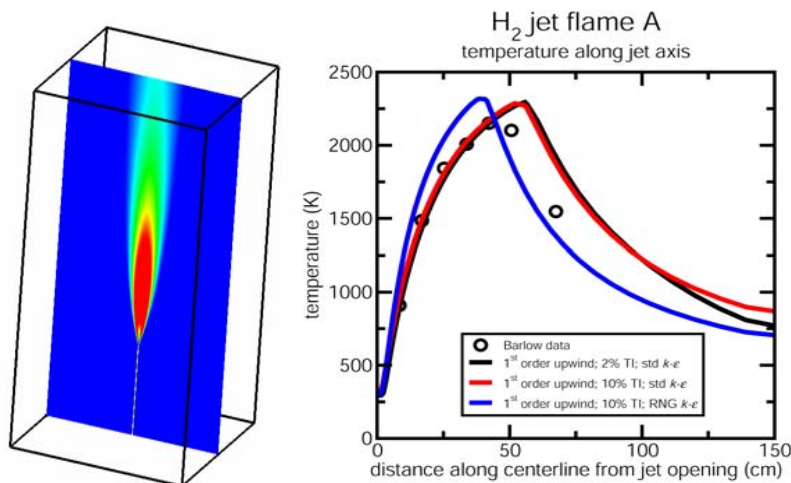 H₂ jet flame A
temperature along jet axis
2500
2000
1500
1000
500
0
temperature (K)
Barlow data
1ˢᵗ order upwind; 2% TI; std k-ε
1ˢᵗ order upwind; 10% TI; std k-ε
1ˢᵗ order upwind; 10% TI; RNG k-ε
0 50 100 150
distance along centerline from jet opening (cm)